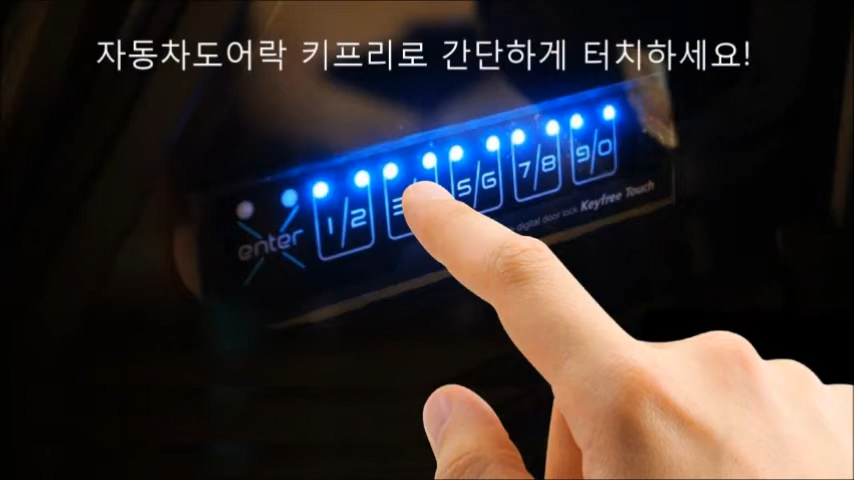 자동차도어락 키프리로 간단하게 터치하세요!
enter 1/2 3/ 5/6 7/8 9/0
digital door lock Keyfree Touch